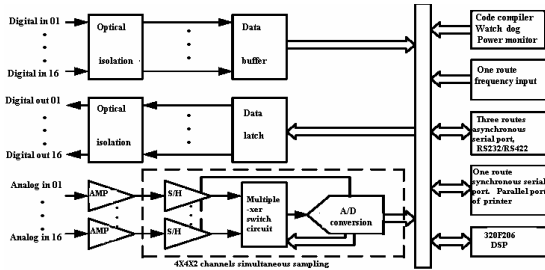 Digital in 01
Digital in 16
Optical
isolation
Data
buffer
Digital out 01
Digital out 16
Optical
isolation
Data
latch
Analog in 01
Analog in 16
AMP
AMP
S/H
S/H
Multiple
-xer
switch
circuit
A/D
conversion
4X4X2 channels simultaneous sampling
Code compiler
Watch dog
Power monitor
One route
frequency input
Three routes
asynchronous
serial port,
RS232/RS422
One route
synchronous serial
port. Parallel port
of printer
320F206
DSP